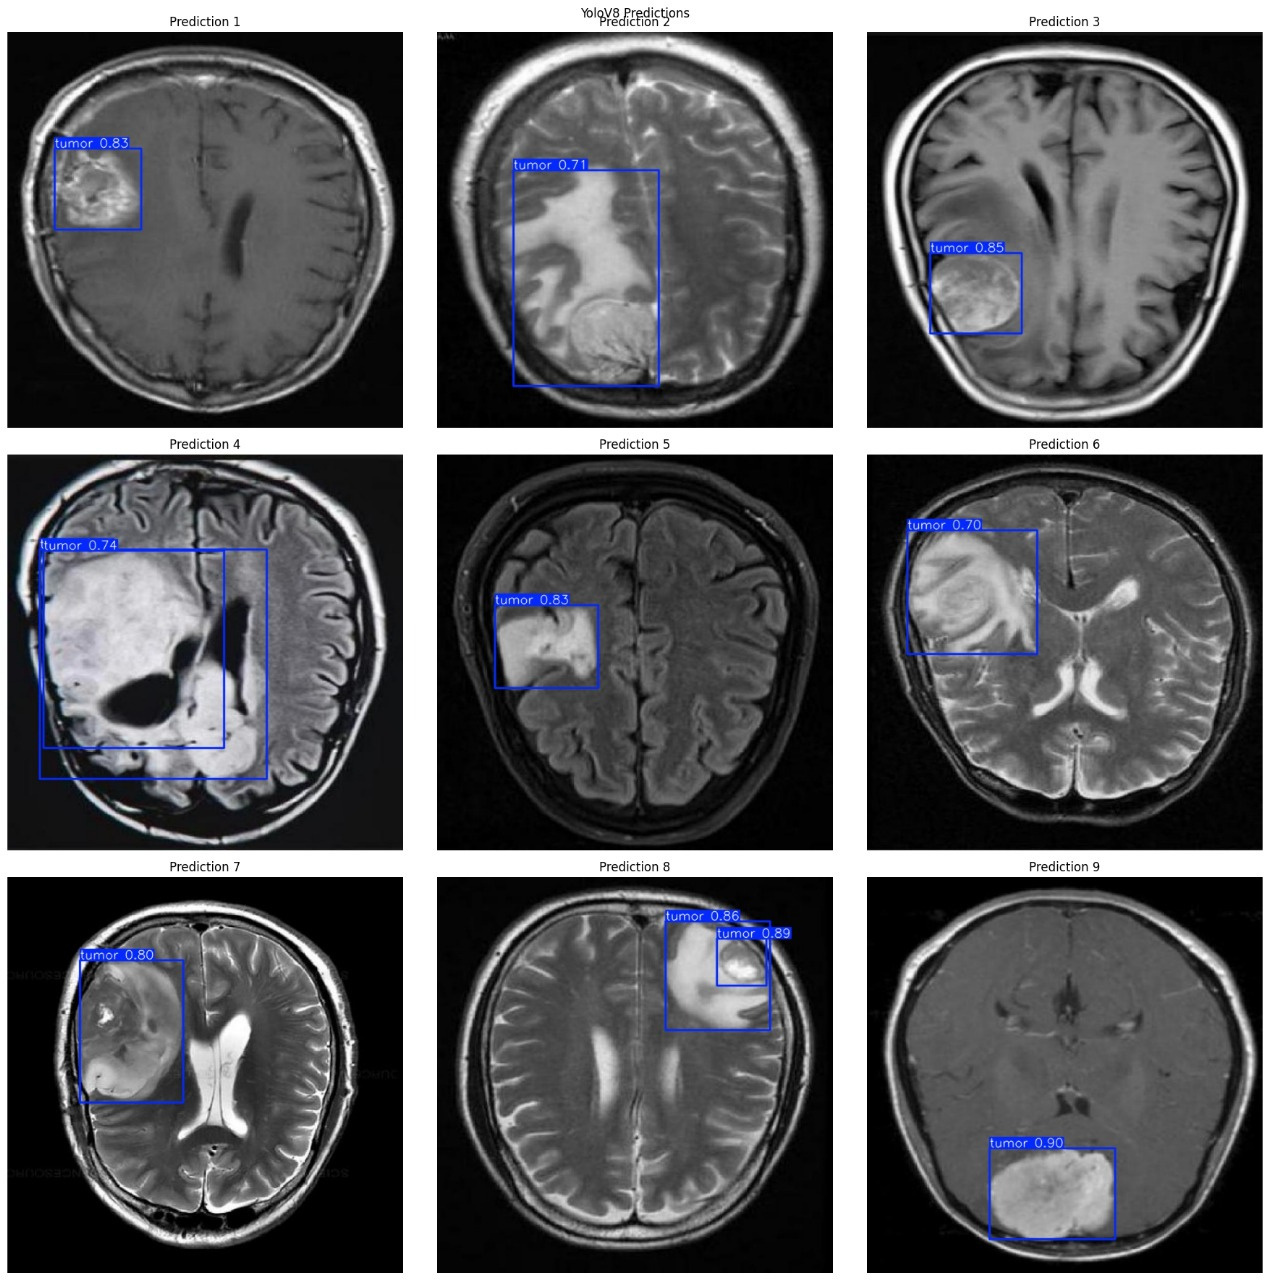 YoloV8 Predictions
Prediction 1
Prediction 2
Prediction 3
tumor 0.83
tumor 0.71
tumor 0.85
Prediction 4
Prediction 5
Prediction 6
tumor 0.74
tumor 0.83
tumor 0.70
Prediction 7
Prediction 8
Prediction 9
tumor 0.80
tumor 0.86
tumor 0.89
tumor 0.90